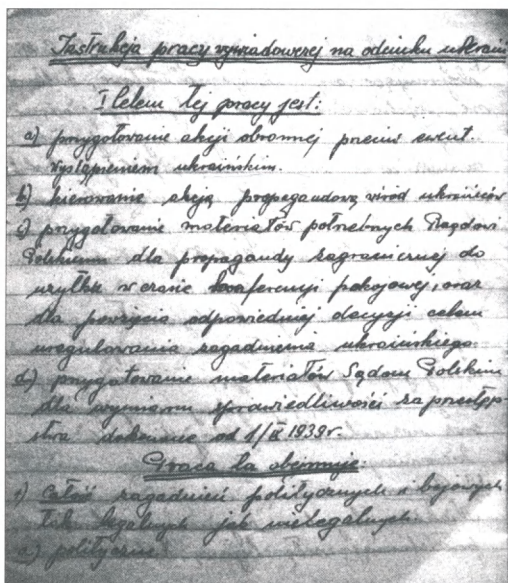 Instrukcja pracy wywiadowczej na odcinku ukraiń
I Celem tej pracy jest:
a) przygotowanie akcji obronnej przeciw ewent.
wystąpieniom ukraińskim.
b) kierowanie akcją propagandową wśród ukraińców
c) przygotowanie materiałów potrzebnych Rządowi
Polskiemu dla propagandy zagranicznej do
użytku w czasie konferencji pokojowej, oraz
dla powzięcia odpowiedniej decyzji celem
uregulowania zagadnienia ukraińskiego.
d) przygotowanie materiałów Sądom Polskim
dla wymiaru sprawiedliwości za przestęp-
stwa dokonane od 1/IX 1939 r.
Praca ta obejmuje:
1) Całość zagadnień politycznych i bojowych
tak legalnych jak nielegalnych.
a) polityczne: